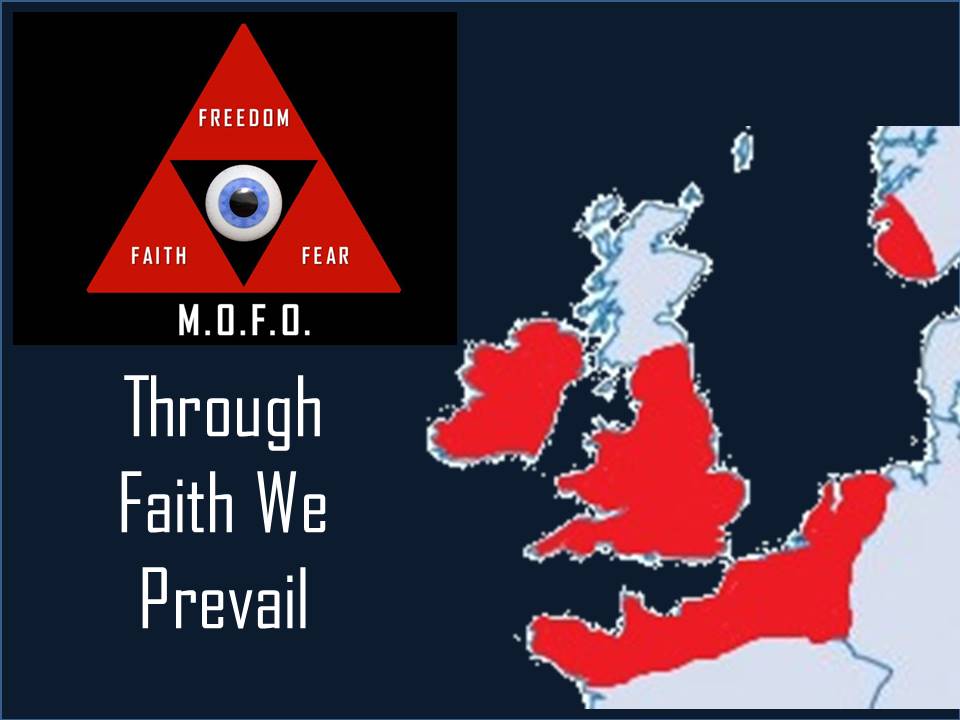 FREEDOM
FAITH FEAR
M.O.F.O.
Through
Faith We
Prevail